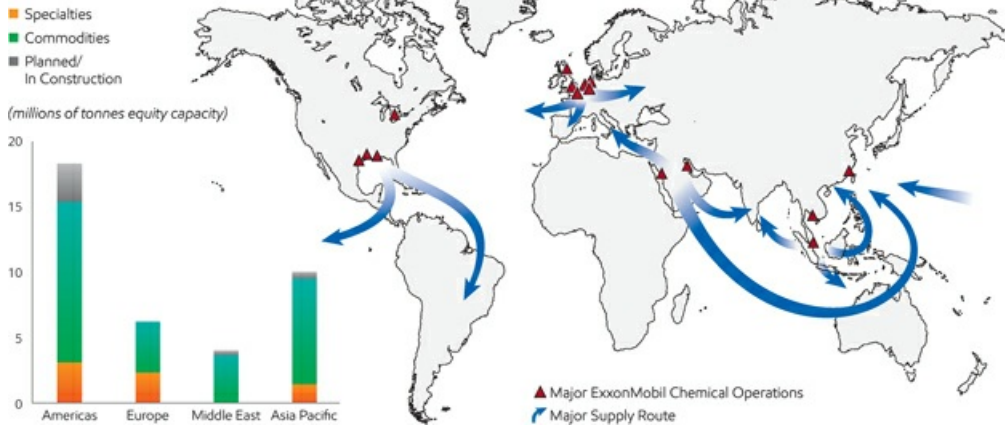 Specialties
Commodities
Planned/
In Construction
(millions of tonnes equity capacity)
20
15
10
5
0
Americas
Europe
Middle East
Asia Pacific
Major ExxonMobil Chemical Operations
Major Supply Route